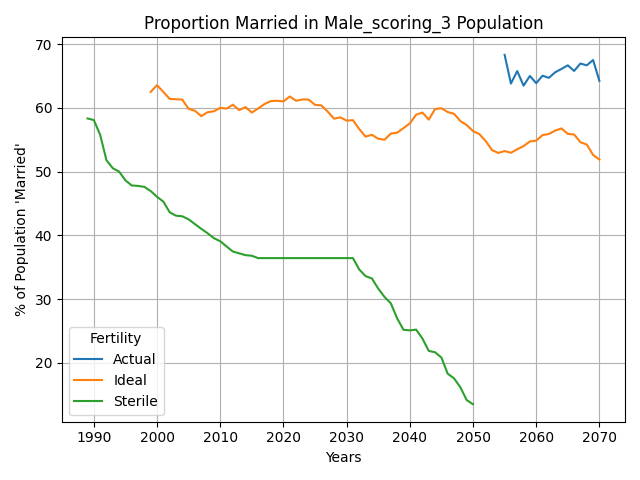 Proportion Married in Male_scoring_3 Population
% of Population 'Married'
70
60
50
40
30
20
Fertility
Actual
Ideal
Sterile
1990 2000 2010 2020 2030 2040 2050 2060 2070
Years